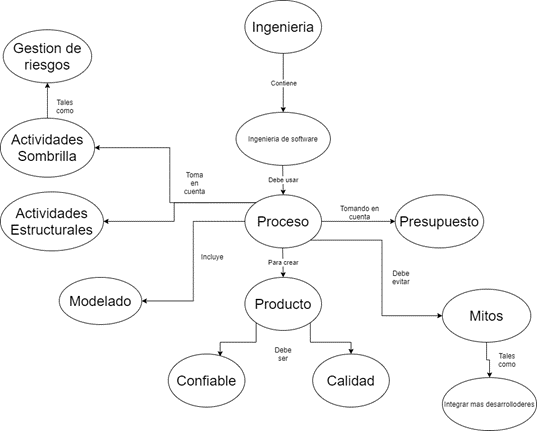 Ingenieria
Gestion de
riesgos
Contiene
Tales
como
Actividades
Sombrilla
Ingenieria de software
Toma
en
cuenta
Debe usar
Actividades
Estructurales
Proceso
Tomando en
cuenta
Presupuesto
Incluye
Para crear
Debe
evitar
Modelado
Producto
Mitos
Debe
ser
Tales
como
Confiable
Calidad
Integrar mas desarrolloderes